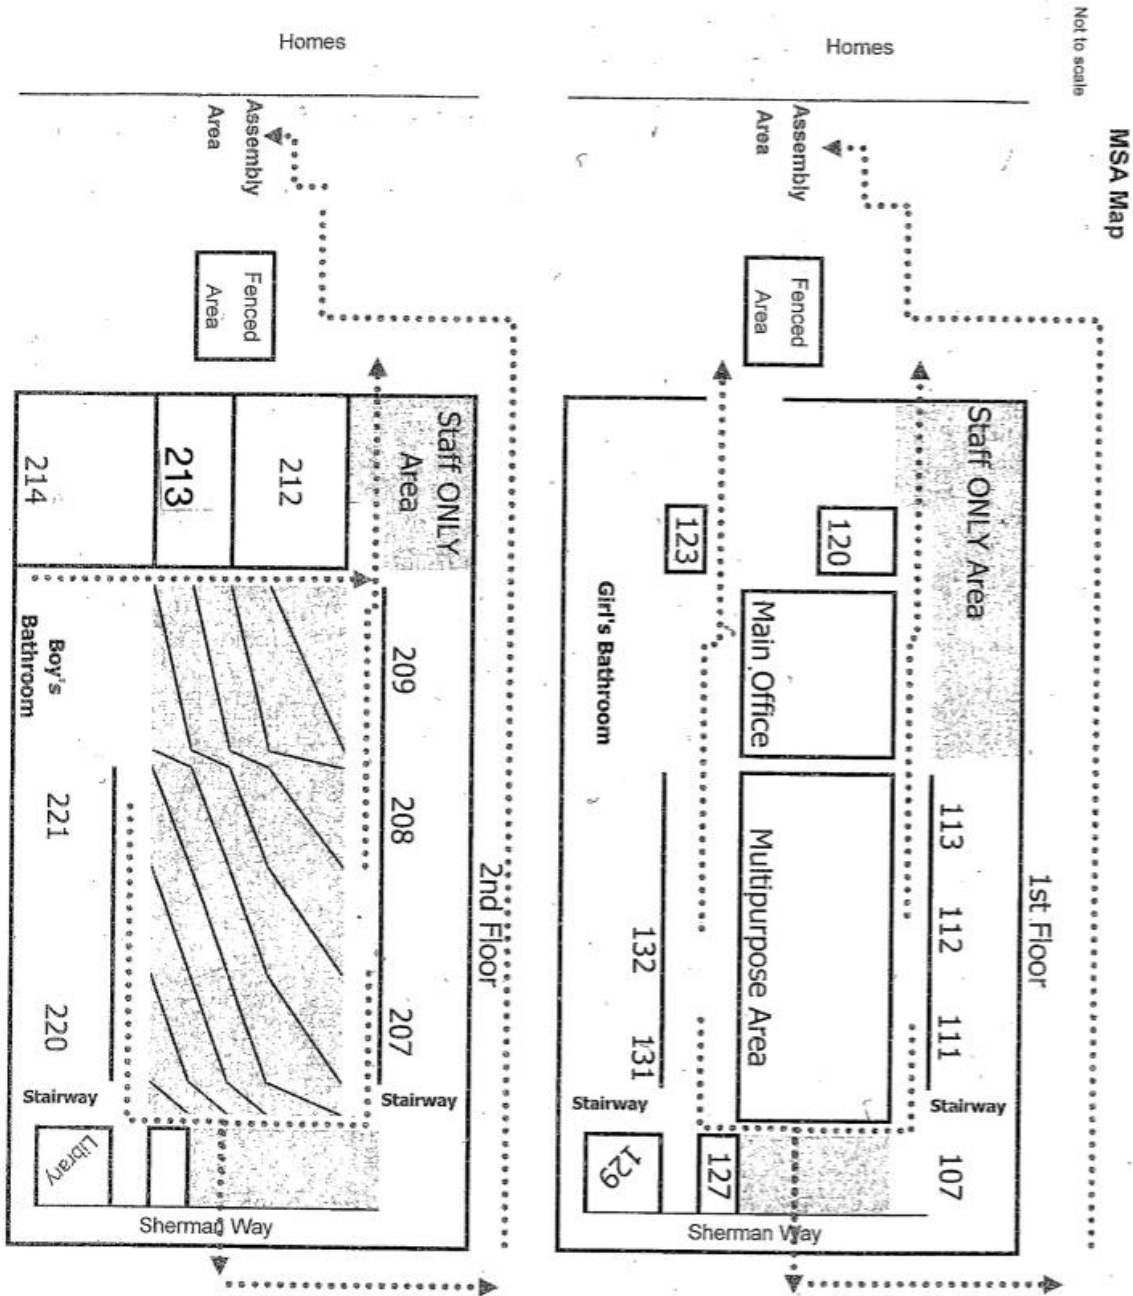 MSA Map
Not to scale
1st Floor
Homes
Assembly
Area
Fenced
Area
Staff ONLY Area
113
112
111
Stairway
107
120
Main Office
Multipurpose Area
123
Girl's Bathroom
132
131
Stairway
127
129
Sherman Way
2nd Floor
Homes
Assembly
Area
Fenced
Area
Staff ONLY
Area
209
208
207
Stairway
212
213
214
Boy's
Bathroom
221
220
Stairway
Library
Sherman Way